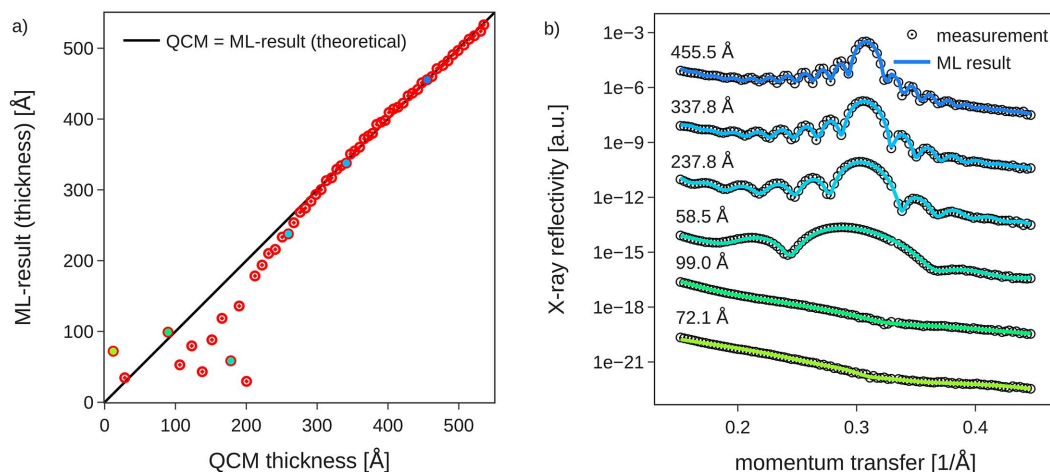 a)
QCM = ML-result (theoretical)
ML-result (thickness) [Å]
500
400
300
200
100
0
0 100 200 300 400 500
QCM thickness [Å]
b)
measurement
ML result
X-ray reflectivity [a.u.]
1e−3
1e−6
1e−9
1e−12
1e−15
1e−18
1e−21
455.5 Å
337.8 Å
237.8 Å
58.5 Å
99.0 Å
72.1 Å
0.2 0.3 0.4
momentum transfer [1/Å]